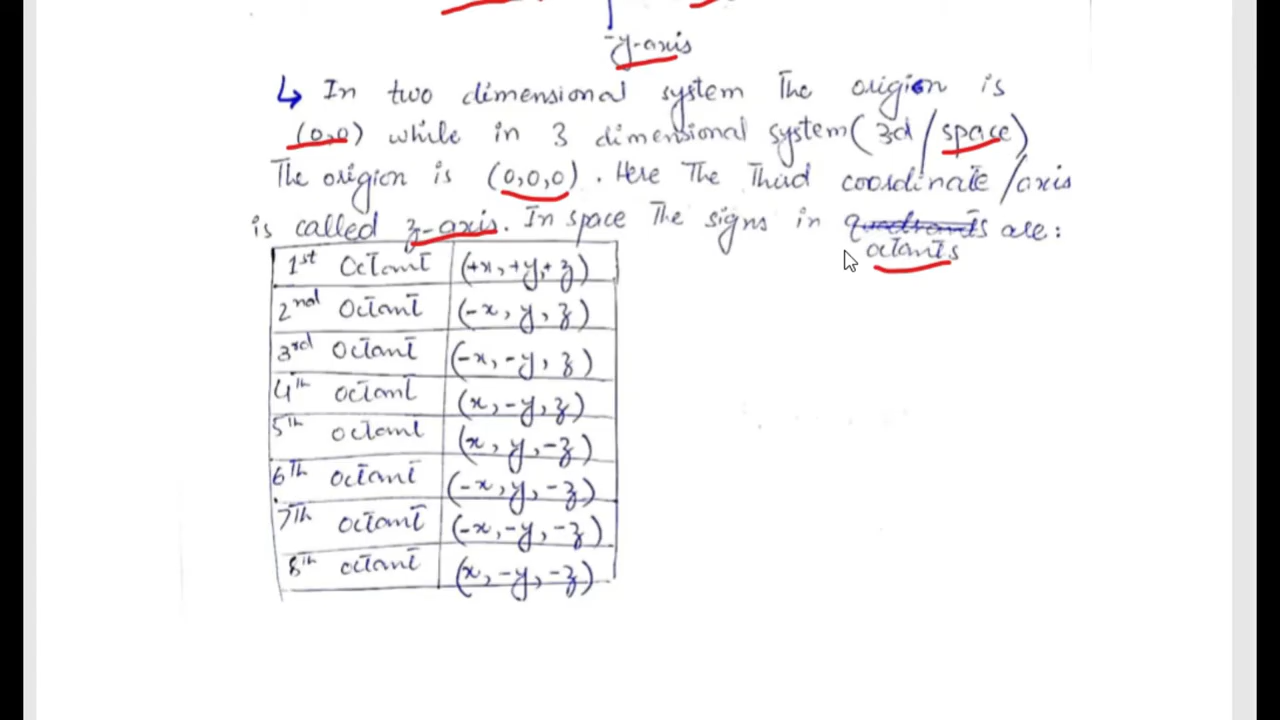 -y-axis
↳ In two dimensional system The origion is
(0,0) while in 3 dimensional system (3d/space)
The origion is (0,0,0). Here The Third coordinate/axis
is called z-axis. In space The signs in quadrants are:
octants
1st Octant (+x,+y,+z)
2nd Octant (-x, y, z)
3rd Octant (-x, -y, z)
4th octant (x, -y, z)
5th octant (x, y, -z)
6th octant (-x, y, -z)
7th octant (-x, -y, -z)
8th octant (x, -y, -z)